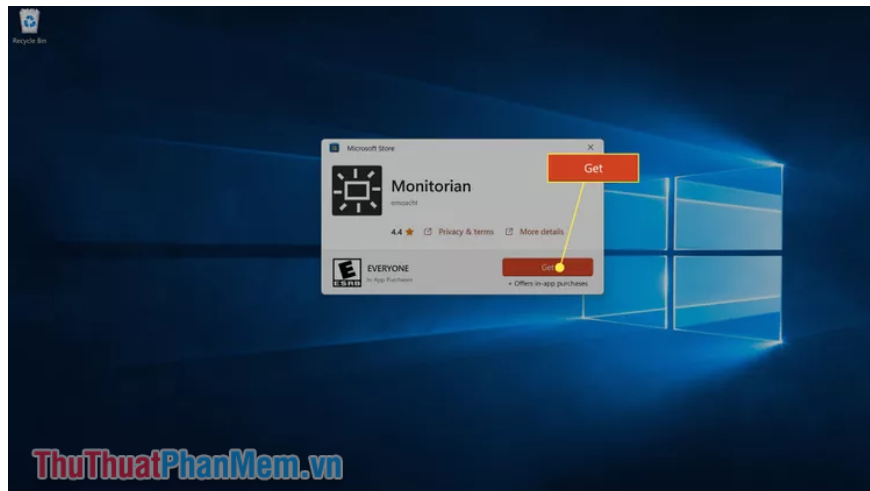 Recycle Bin
Microsoft Store
Get
Monitorian
emoacht
4.4 Privacy & terms More details
ESRB
EVERYONE
In-App Purchases
Get
+ Offers in-app purchases
ThuThuatPhanMem.vn